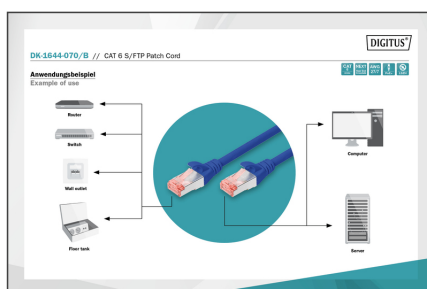 DIGITUS®
DK-1644-070/B // CAT 6 S/FTP Patch Cord
Anwendungsbeispiel
Example of use
Router
Switch
Wall outlet
Floor tank
Computer
Server